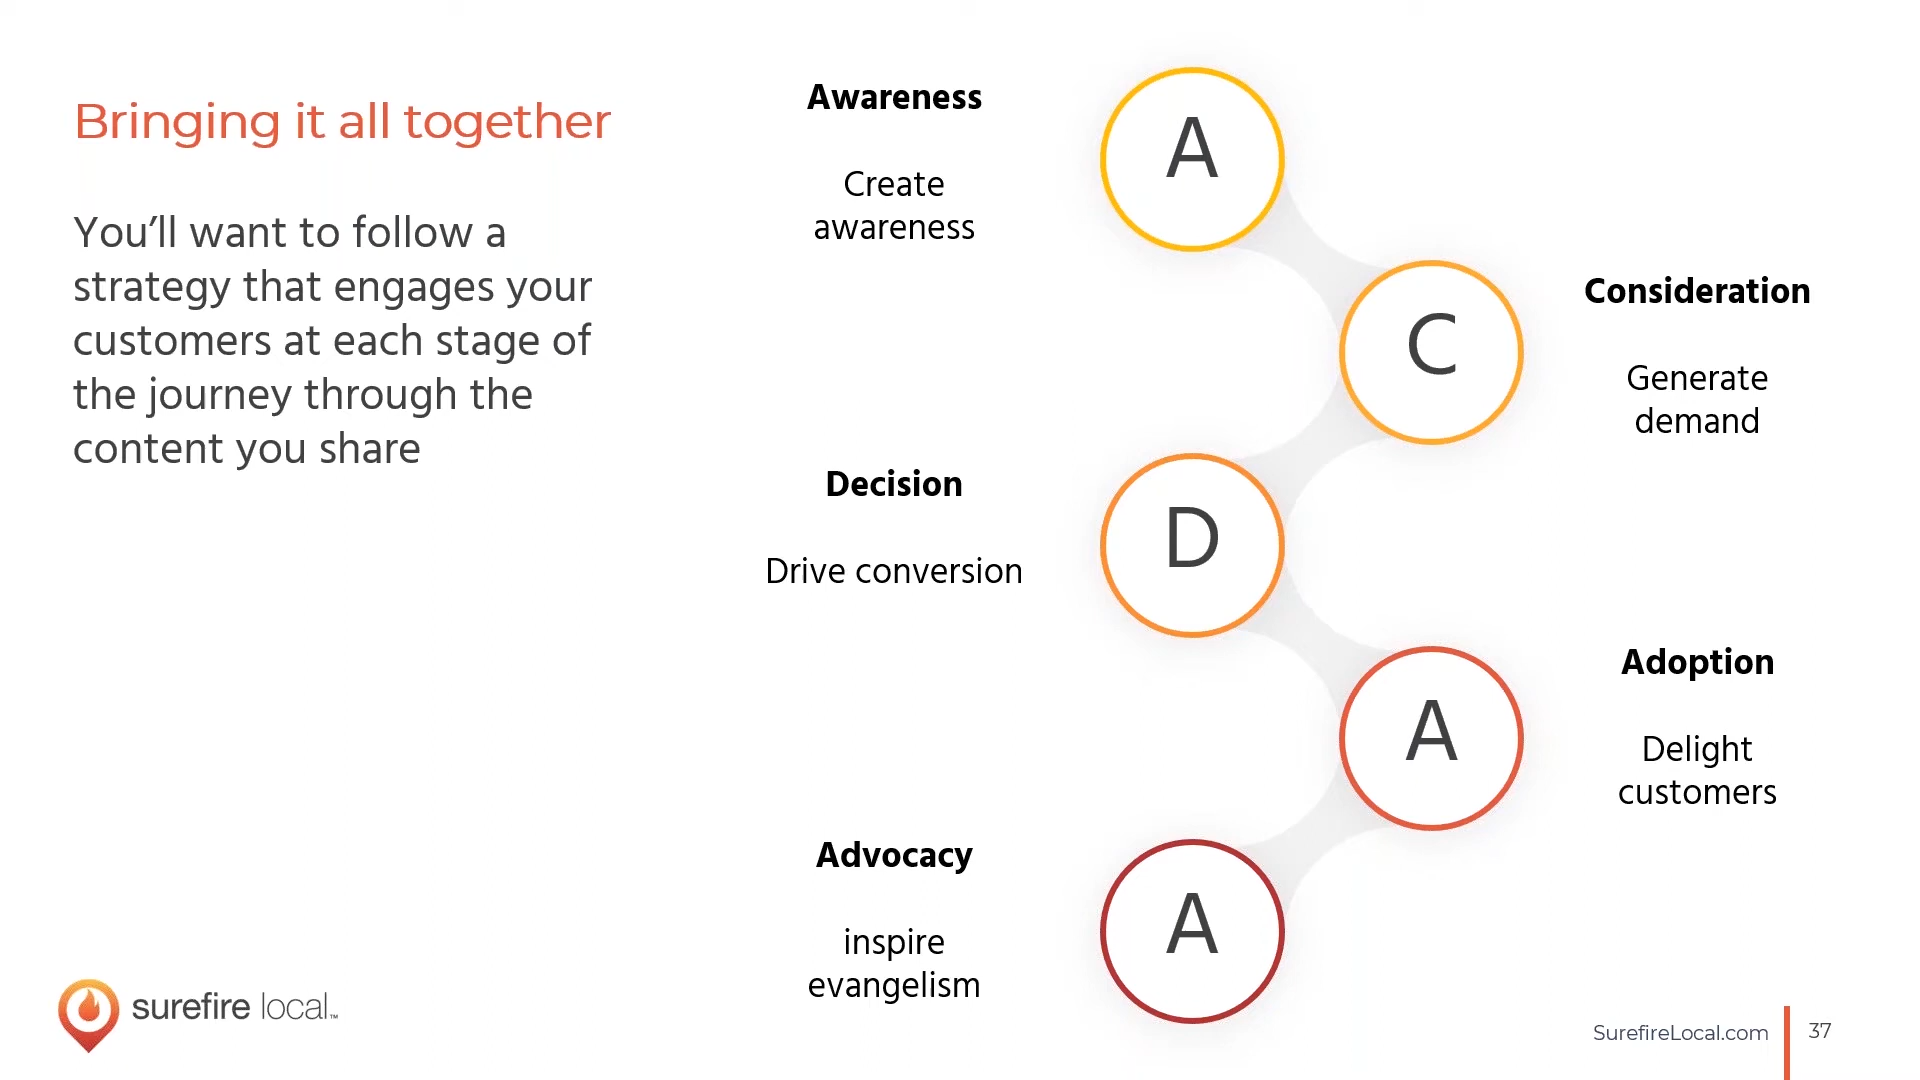 Bringing it all together
You’ll want to follow a
strategy that engages your
customers at each stage of
the journey through the
content you share
Awareness
Create
awareness
A
C
Consideration
Generate
demand
Decision
Drive conversion
D
A
Adoption
Delight
customers
Advocacy
inspire
evangelism
A
surefire local™
SurefireLocal.com
37